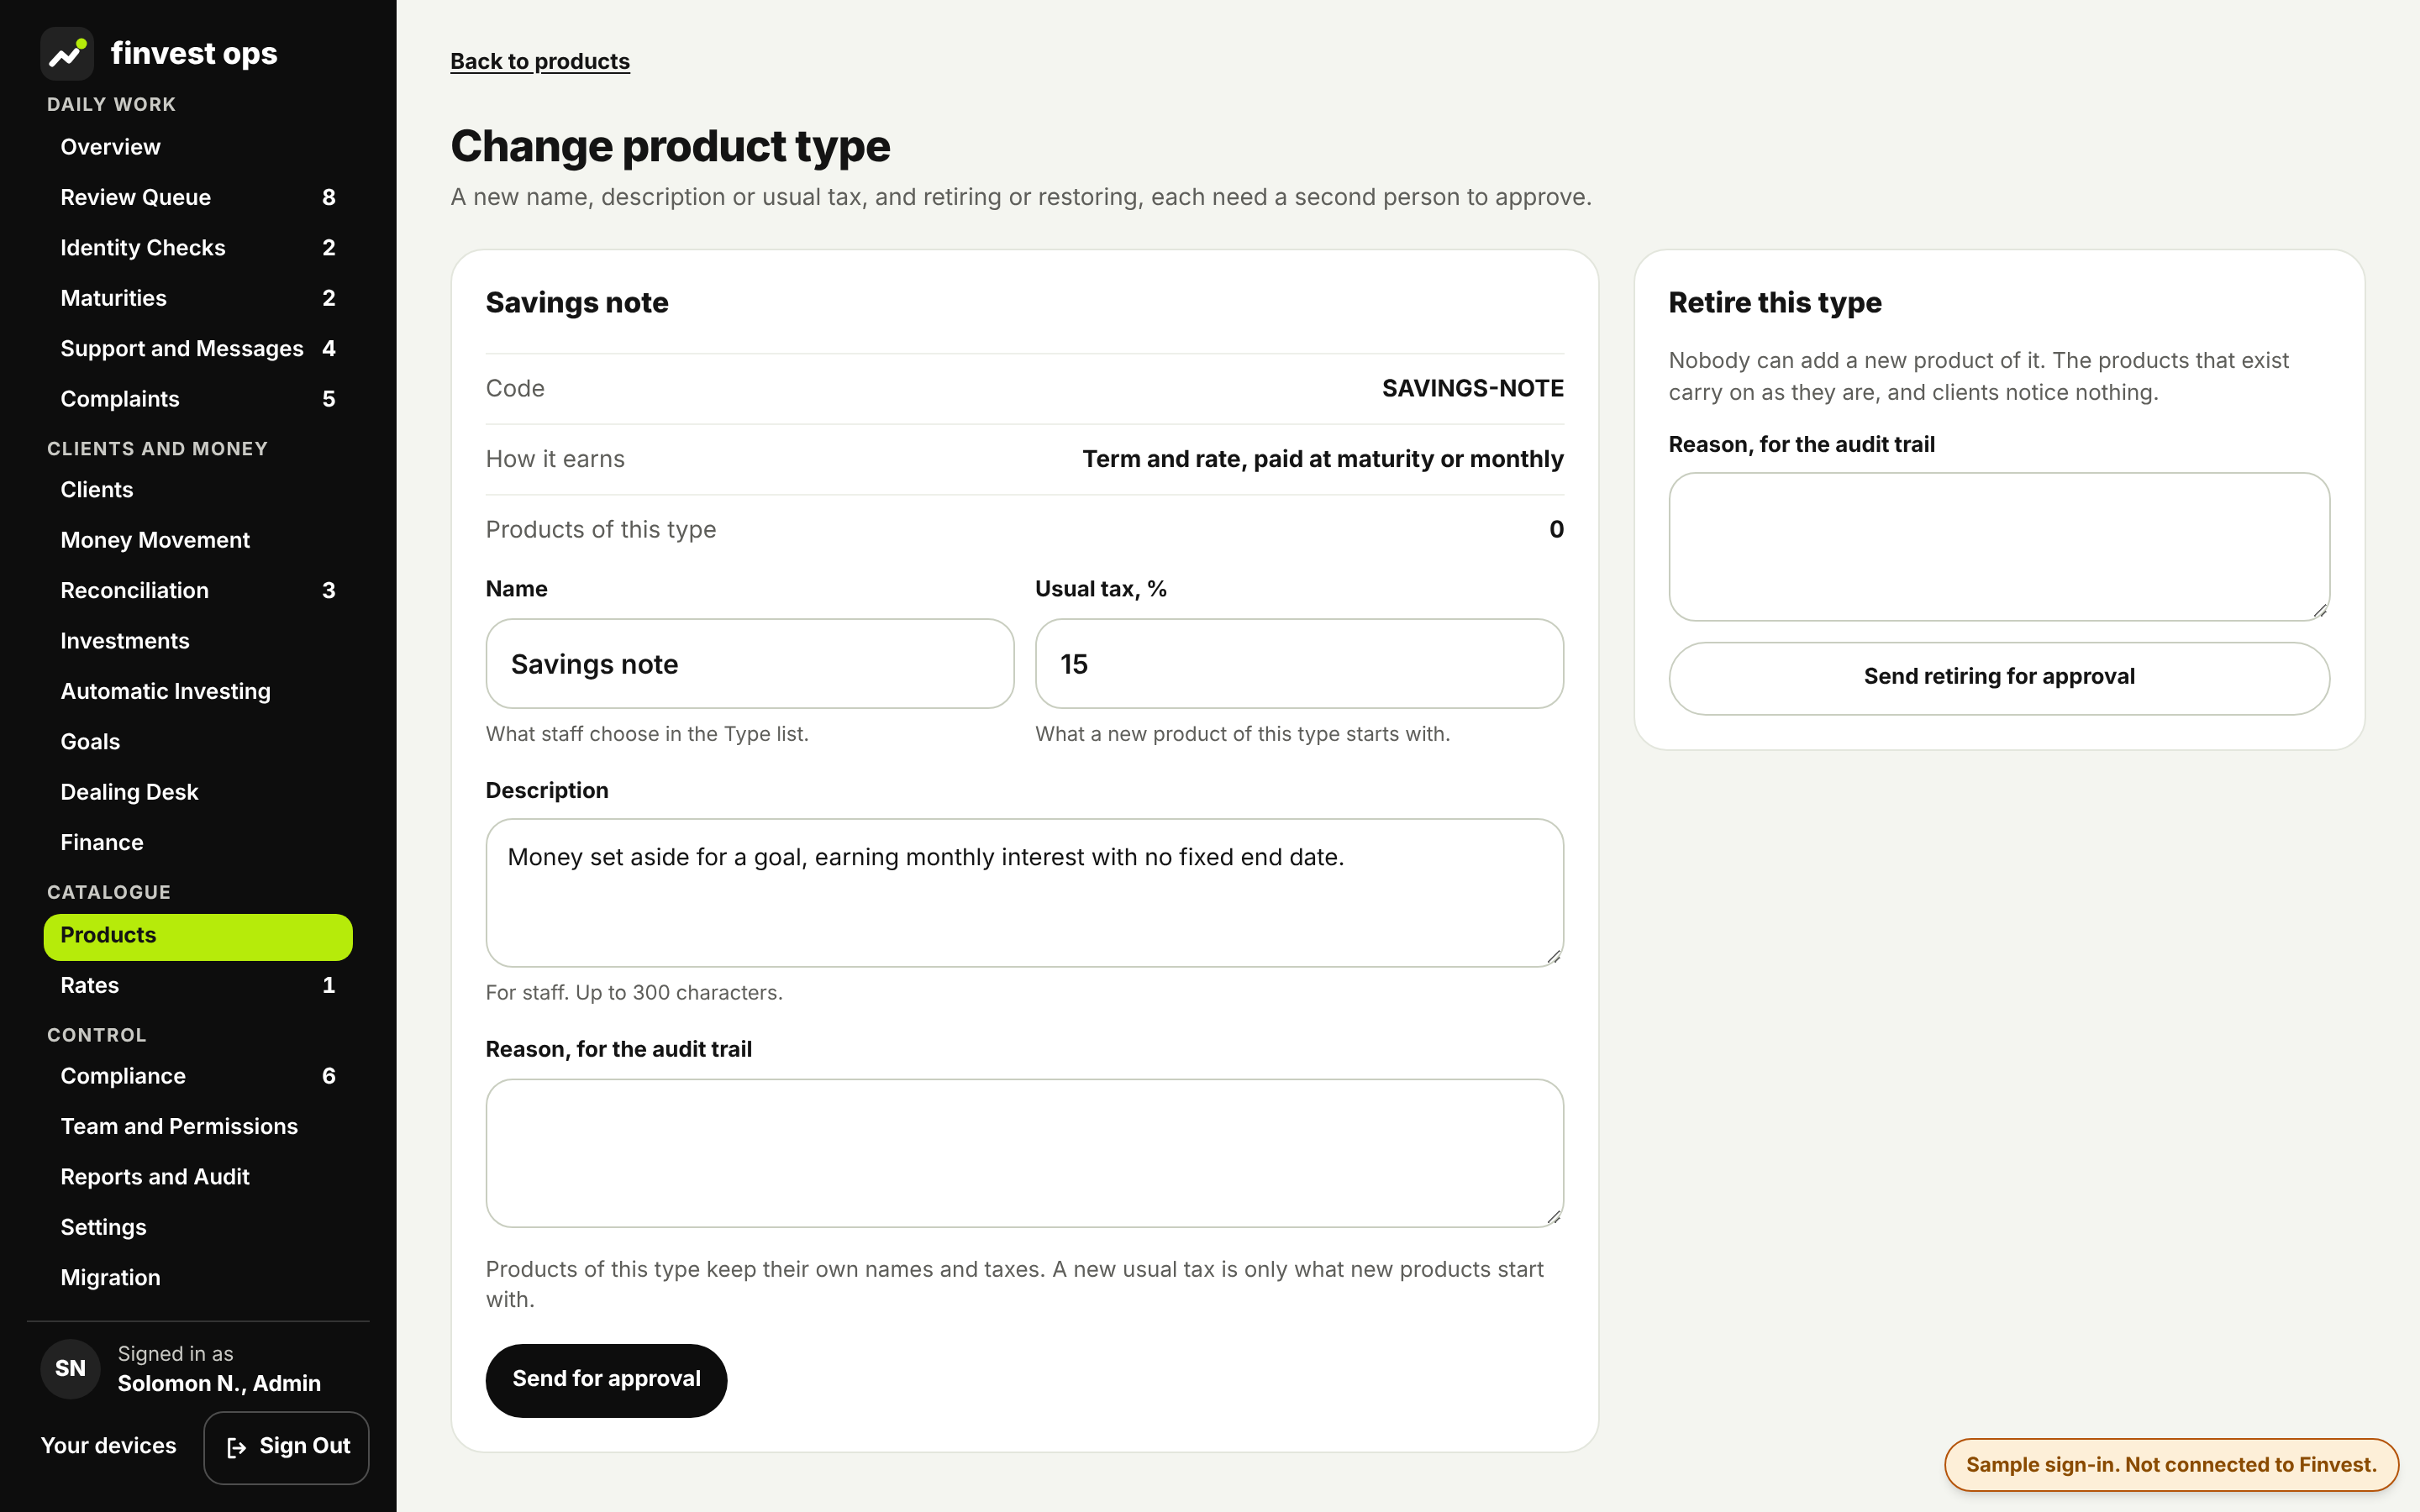 finvest ops
DAILY WORK
Overview
Review Queue 8
Identity Checks 2
Maturities 2
Support and Messages 4
Complaints 5
CLIENTS AND MONEY
Clients
Money Movement
Reconciliation 3
Investments
Automatic Investing
Goals
Dealing Desk
Finance
CATALOGUE
Products
Rates 1
CONTROL
Compliance 6
Team and Permissions
Reports and Audit
Settings
Migration
SN
Signed in as
Solomon N., Admin
Your devices
Sign Out
Back to products
Change product type
A new name, description or usual tax, and retiring or restoring, each need a second person to approve.
Savings note
Code SAVINGS-NOTE
How it earns Term and rate, paid at maturity or monthly
Products of this type 0
Name
Savings note
What staff choose in the Type list.
Usual tax, %
15
What a new product of this type starts with.
Description
Money set aside for a goal, earning monthly interest with no fixed end date.
For staff. Up to 300 characters.
Reason, for the audit trail
Products of this type keep their own names and taxes. A new usual tax is only what new products start
with.
Send for approval
Retire this type
Nobody can add a new product of it. The products that exist
carry on as they are, and clients notice nothing.
Reason, for the audit trail
Send retiring for approval
Sample sign-in. Not connected to Finvest.